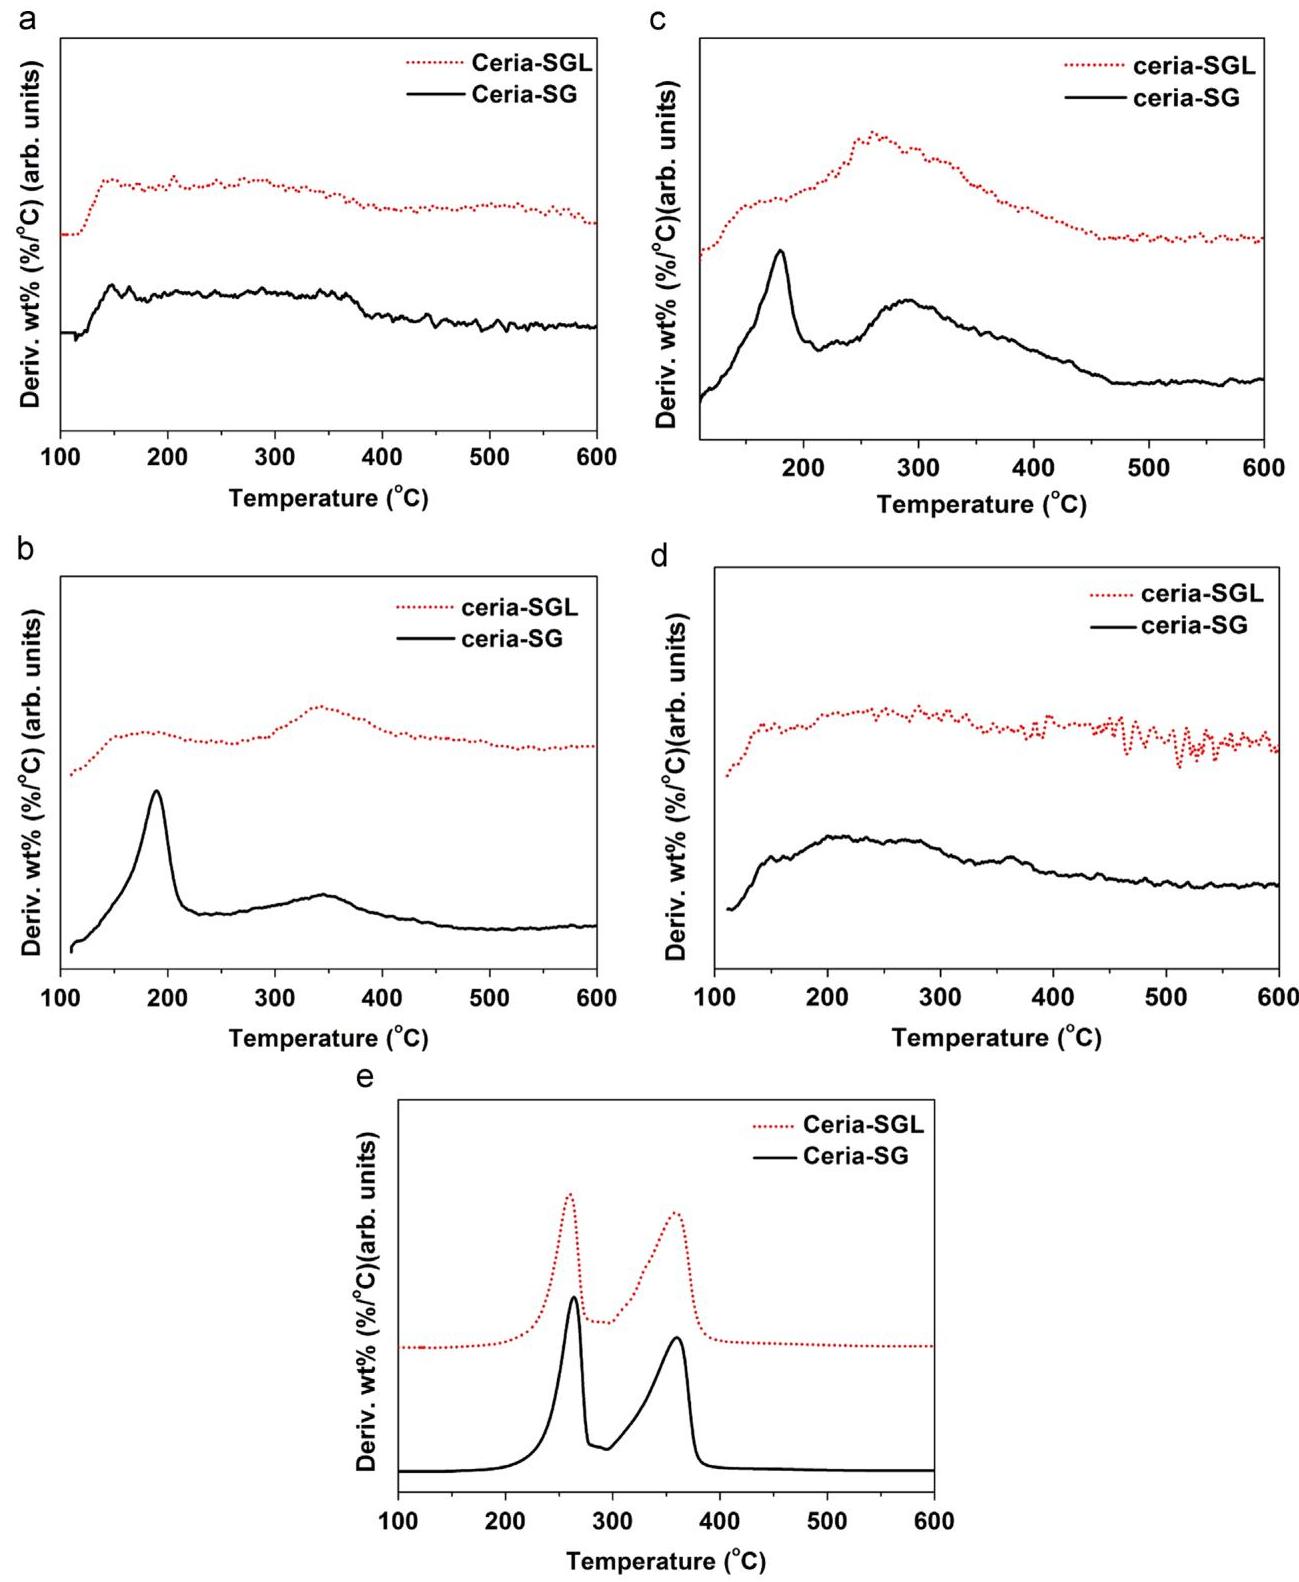 a
Deriv. wt% (%/°C) (arb. units)
Ceria-SGL
Ceria-SG
100 200 300 400 500 600
Temperature (°C)
c
Deriv. wt% (%/°C)(arb. units)
ceria-SGL
ceria-SG
200 300 400 500 600
Temperature (°C)
b
Deriv. wt% (%/°C) (arb. units)
ceria-SGL
ceria-SG
100 200 300 400 500 600
Temperature (°C)
d
Deriv. wt% (%/°C)(arb. units)
ceria-SGL
ceria-SG
100 200 300 400 500 600
Temperature (°C)
e
Deriv. wt% (%/°C)(arb. units)
Ceria-SGL
Ceria-SG
100 200 300 400 500 600
Temperature (°C)